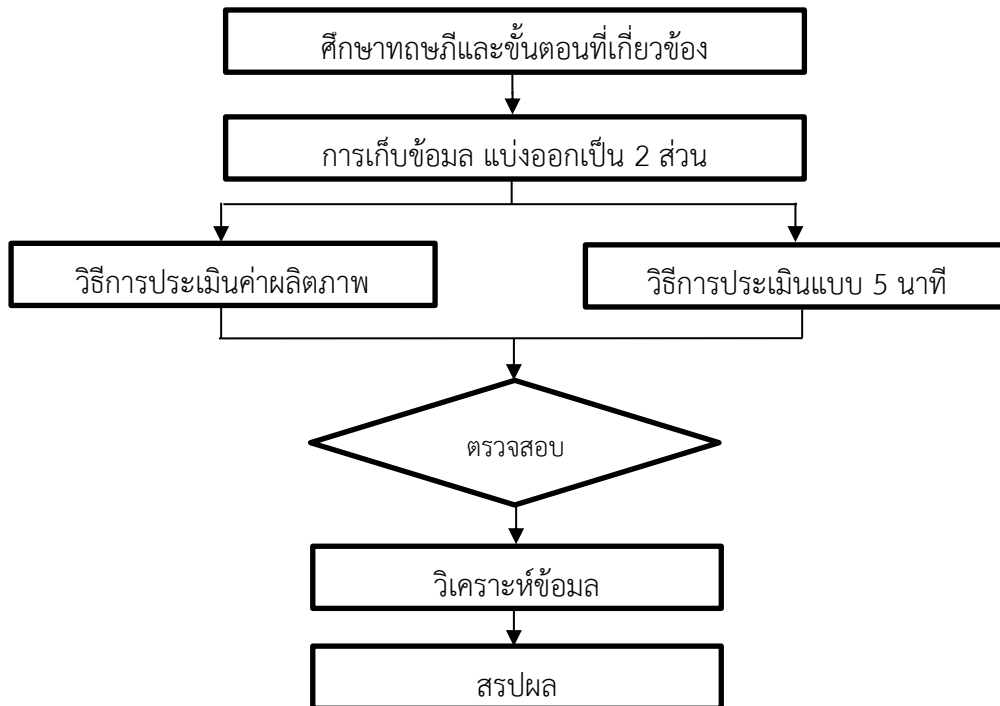 ศึกษาทฤษภีและขั้นตอนที่เกี่ยวข้อง
การเก็บข้อมล แบ่งออกเป็น 2 ส่วน
วิธีการประเมินค่าผลิตภาพ
วิธีการประเมินแบบ 5 นาที
ตรวจสอบ
วิเคราะห์ข้อมล
สรปผล